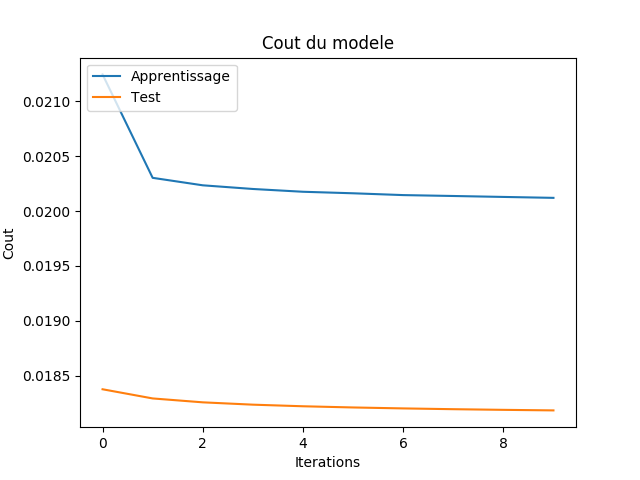 Cout du modele
Apprentissage
Test
0.0210
0.0205
0.0200
0.0195
0.0190
0.0185
Cout
0 2 4 6 8
Iterations